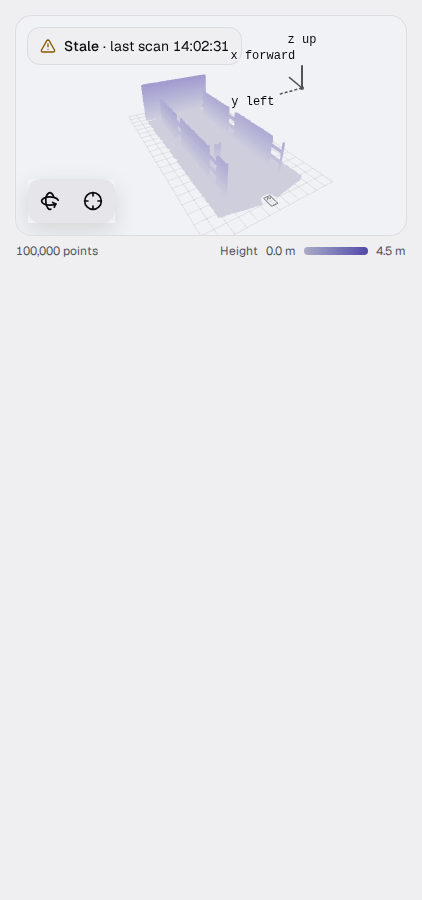 Stale · last scan 14:02:31
z up
x forward
y left
100,000 points
Height 0.0 m 4.5 m